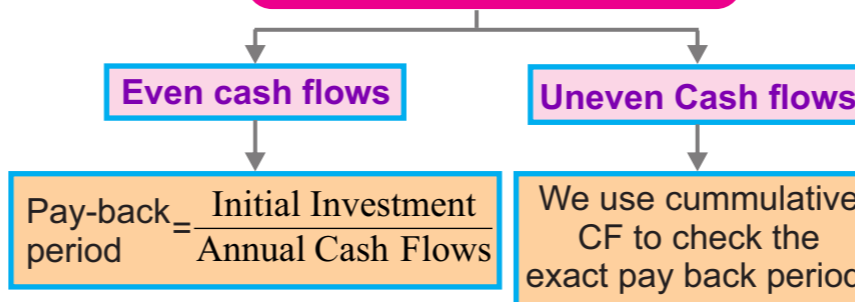 Even cash flows
Uneven Cash flows
Pay-back period = Initial Investment / Annual Cash Flows
We use cummulative
CF to check the
exact pay back period